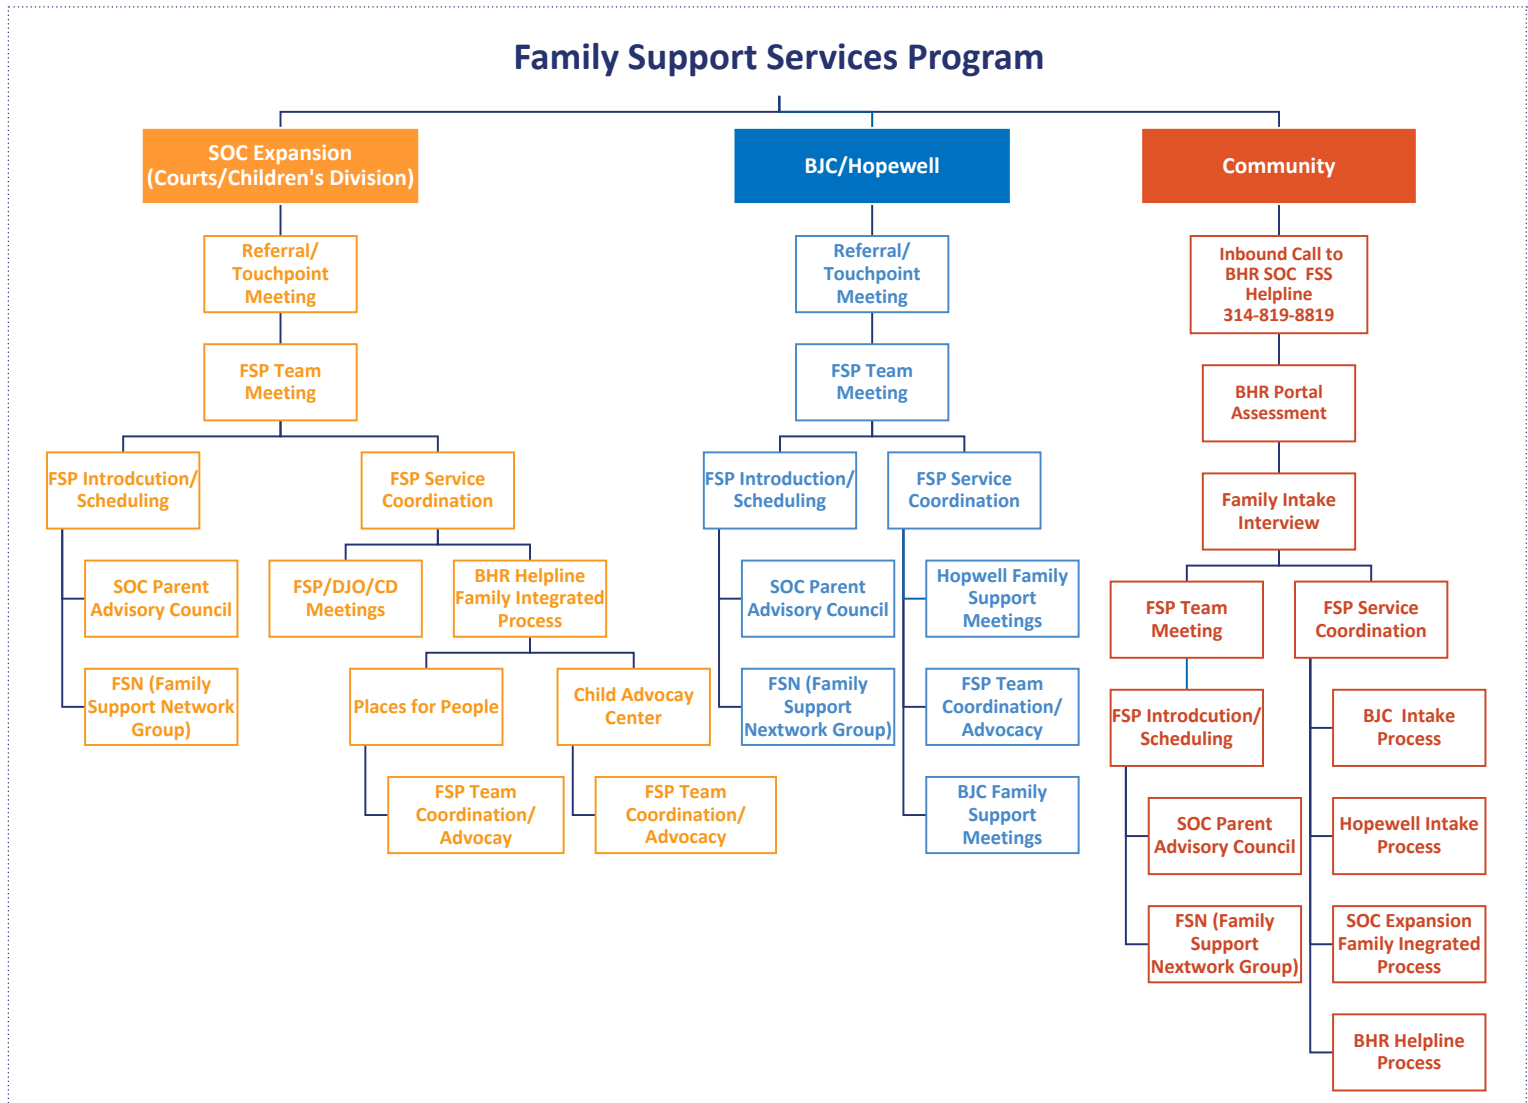 Family Support Services Program
SOC Expansion
(Courts/Children's Division)
Referral/
Touchpoint
Meeting
FSP Team
Meeting
FSP Introdcution/
Scheduling
SOC Parent
Advisory Council
FSN (Family
Support Network
Group)
FSP Service
Coordination
FSP/DJO/CD
Meetings
BHR Helpline
Family Integrated
Process
Places for People
FSP Team
Coordination/
Advocay
Child Advocay
Center
FSP Team
Coordination/
Advocacy
BJC/Hopewell
Referral/
Touchpoint
Meeting
FSP Team
Meeting
FSP Introduction/
Scheduling
SOC Parent
Advisory Council
FSN (Family
Support
Nextwork Group)
FSP Service
Coordination
Hopwell Family
Support
Meetings
FSP Team
Coordination/
Advocacy
BJC Family
Support
Meetings
Community
Inbound Call to
BHR SOC  FSS
Helpline
314-819-8819
BHR Portal
Assessment
Family Intake
Interview
FSP Team
Meeting
FSP Introdcution/
Scheduling
SOC Parent
Advisory Council
FSN (Family
Support
Nextwork Group)
FSP Service
Coordination
BJC  Intake
Process
Hopewell Intake
Process
SOC Expansion
Family Inegrated
Process
BHR Helpline
Process